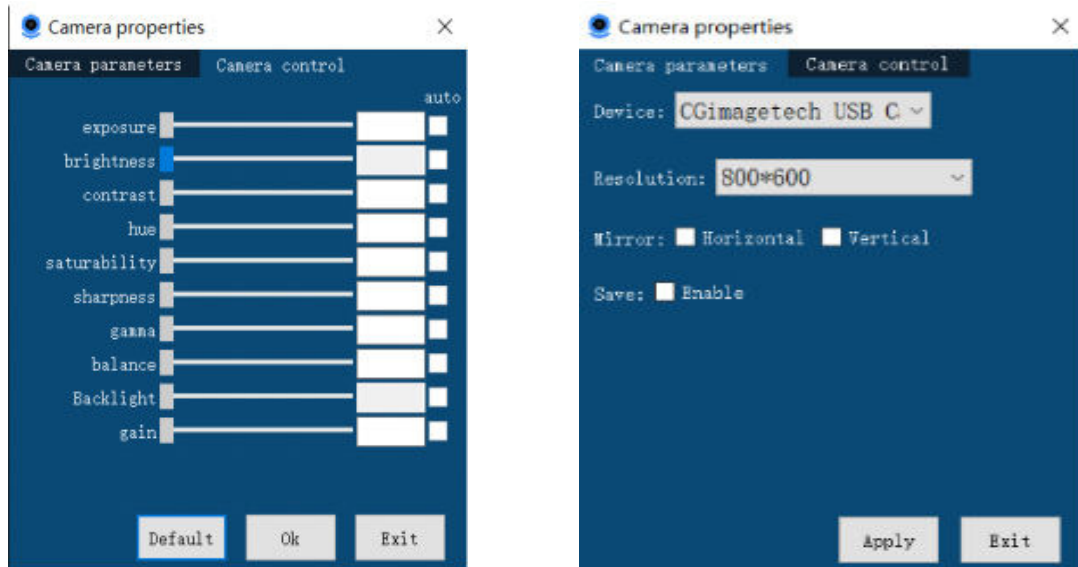 Camera properties
Camera parameters Camera control
auto
exposure
brightness
contrast
hue
saturability
sharpness
gamma
balance
Backlight
gain
Default Ok Exit
Camera properties
Camera parameters Camera control
Device: CGimagetech USB C
Resolution: 800*600
Mirror: Horizontal Vertical
Save: Enable
Apply Exit